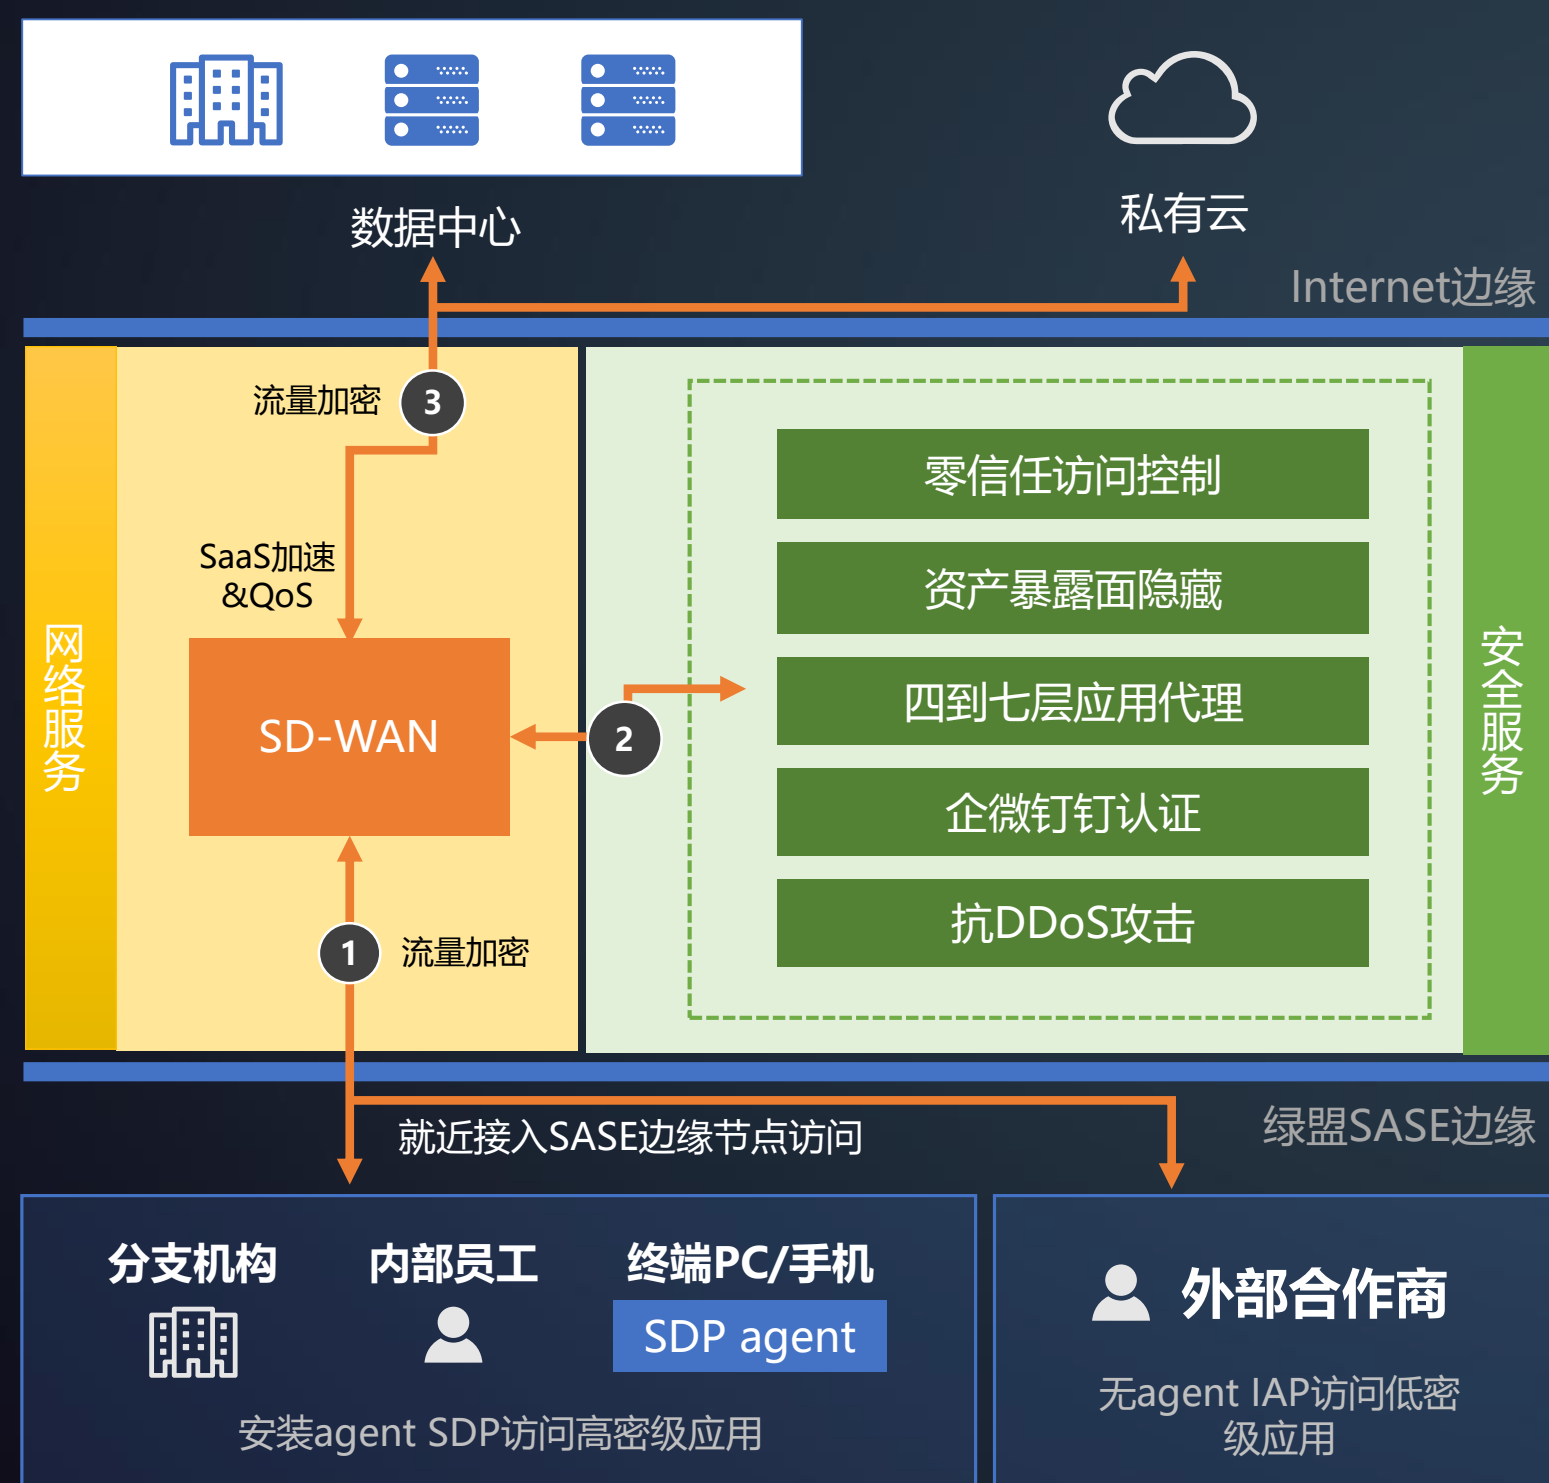 数据中心
私有云
Internet边缘
网络服务
流量加密
3
SaaS加速
&QoS
SD-WAN
2
1
流量加密
零信任访问控制
资产暴露面隐藏
四到七层应用代理
企微钉钉认证
抗DDoS攻击
安全服务
就近接入SASE边缘节点访问
绿盟SASE边缘
分支机构
内部员工
终端PC/手机
SDP agent
安装agent SDP访问高密级应用
外部合作商
无agent IAP访问低密
级应用